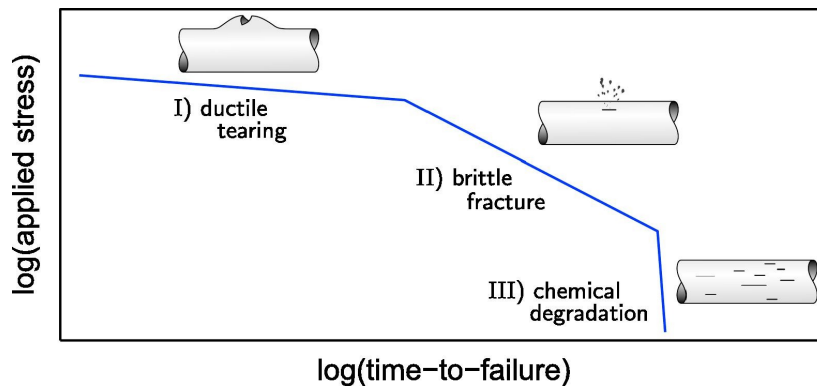 log(applied stress)
I) ductile
tearing
II) brittle
fracture
III) chemical
degradation
log(time−to−failure)